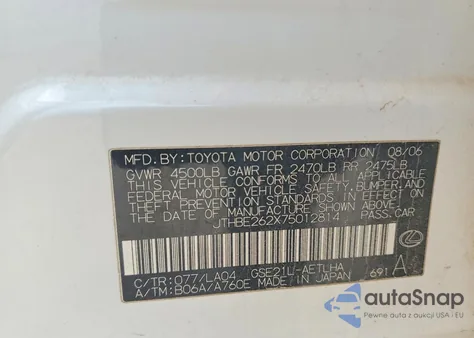 MFD.BY: TOYOTA MOTOR CORPORATION 08/06
GVWR 4500LB GAWR FR 2470LB RR 2475LB
THIS VEHICLE CONFORMS TO ALL APPLICABLE
FEDERAL MOTOR VEHICLE SAFETY, BUMPER, AND
THEFT PREVENTION STANDARDS IN EFFECT ON
THE DATE OF MANUFACTURE SHOWN ABOVE.
JTHBE262X75012814 PASS. CAR
C/TR: 077/LA04 GSE21L-AETLHA
A/TM: B06A/A760E MADE IN JAPAN 691 A
autoSnap
Pewne auta z aukcji USA i EU